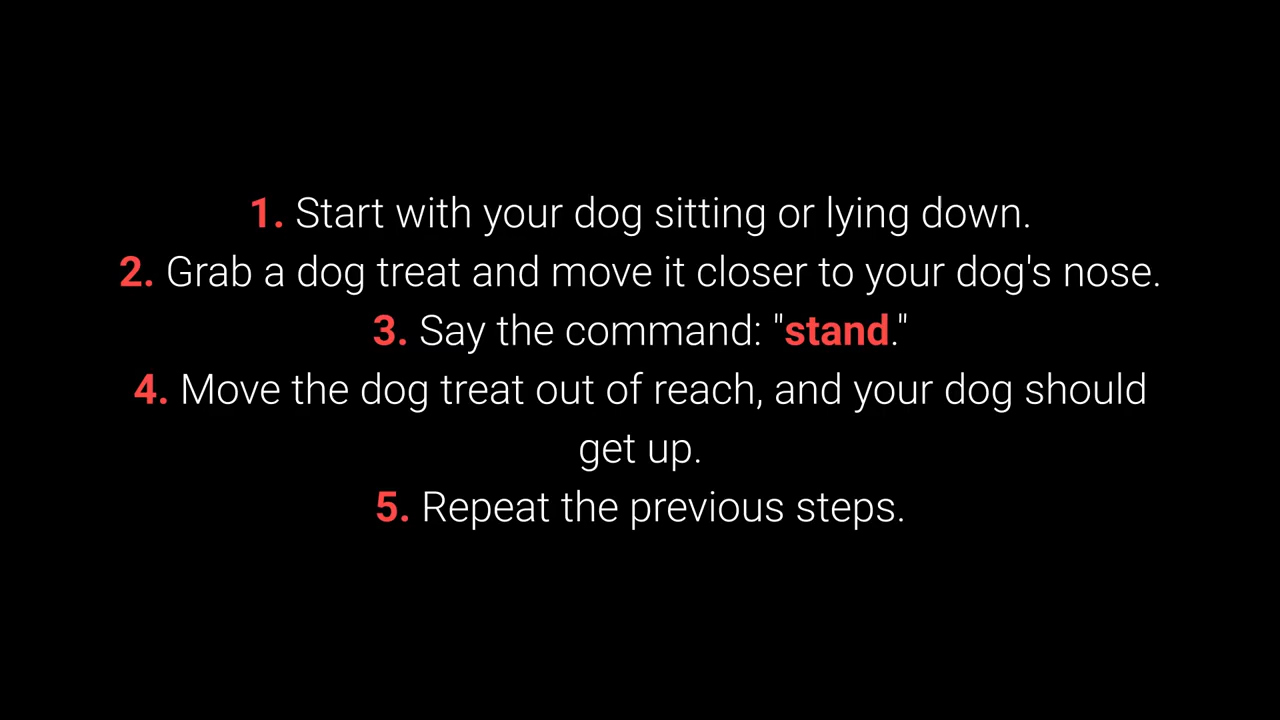 1. Start with your dog sitting or lying down.
2. Grab a dog treat and move it closer to your dog's nose.
3. Say the command: "stand."
4. Move the dog treat out of reach, and your dog should
get up.
5. Repeat the previous steps.